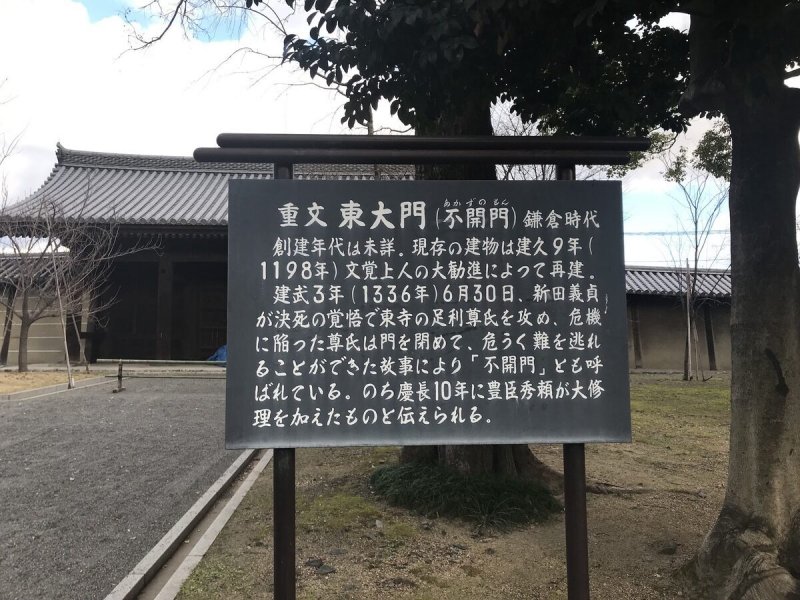 重文 東大門(不開門)鎌倉時代
あかずのもん
創建年代は未詳。現存の建物は建久9年(
1198年)文覚上人の大勧進によって再建。
建武3年(1336年)6月30日、新田義貞
が決死の覚悟で東寺の足利尊氏を攻め、危機
に陥った尊氏は門を閉めて、危うく難を逃れ
ることができた故事により「不開門」とも呼
ばれている。のち慶長10年に豊臣秀頼が大修
理を加えたものと伝えられる。